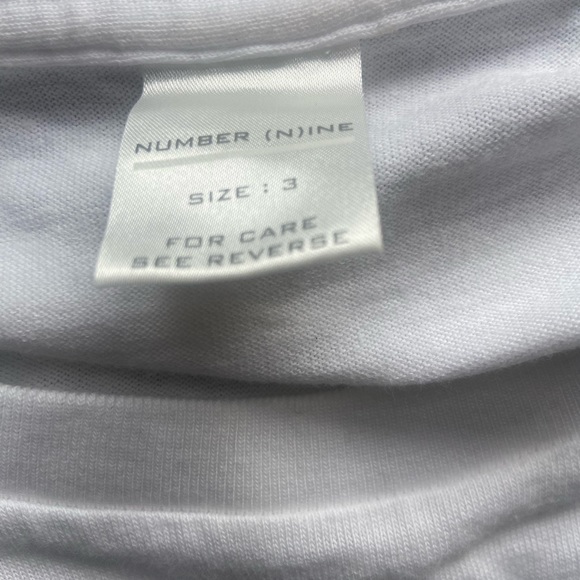 NUMBER (N)INE
SIZE : 3
FOR CARE
SEE REVERSE